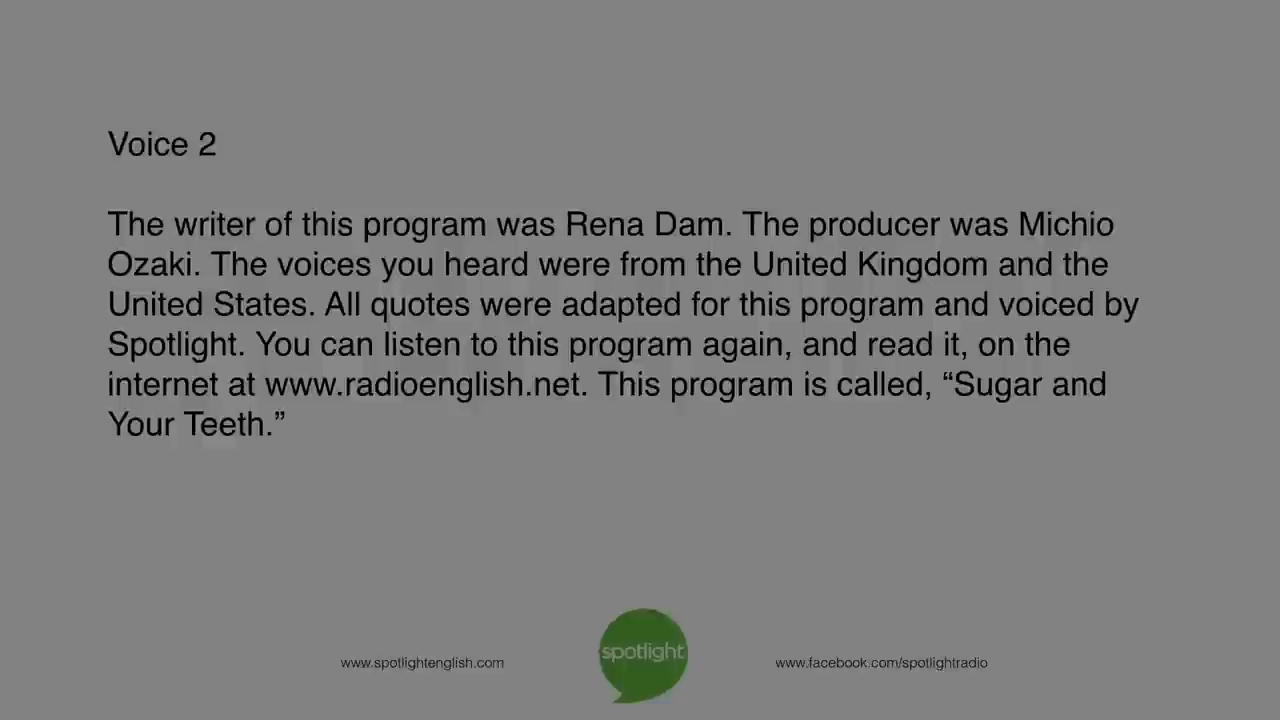 Voice 2
The writer of this program was Rena Dam. The producer was Michio
Ozaki. The voices you heard were from the United Kingdom and the
United States. All quotes were adapted for this program and voiced by
Spotlight. You can listen to this program again, and read it, on the
internet at www.radioenglish.net. This program is called, “Sugar and
Your Teeth.”
spotlight
www.spotlightenglish.com
www.facebook.com/spotlightradio